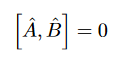 [Â, B̂] = 0